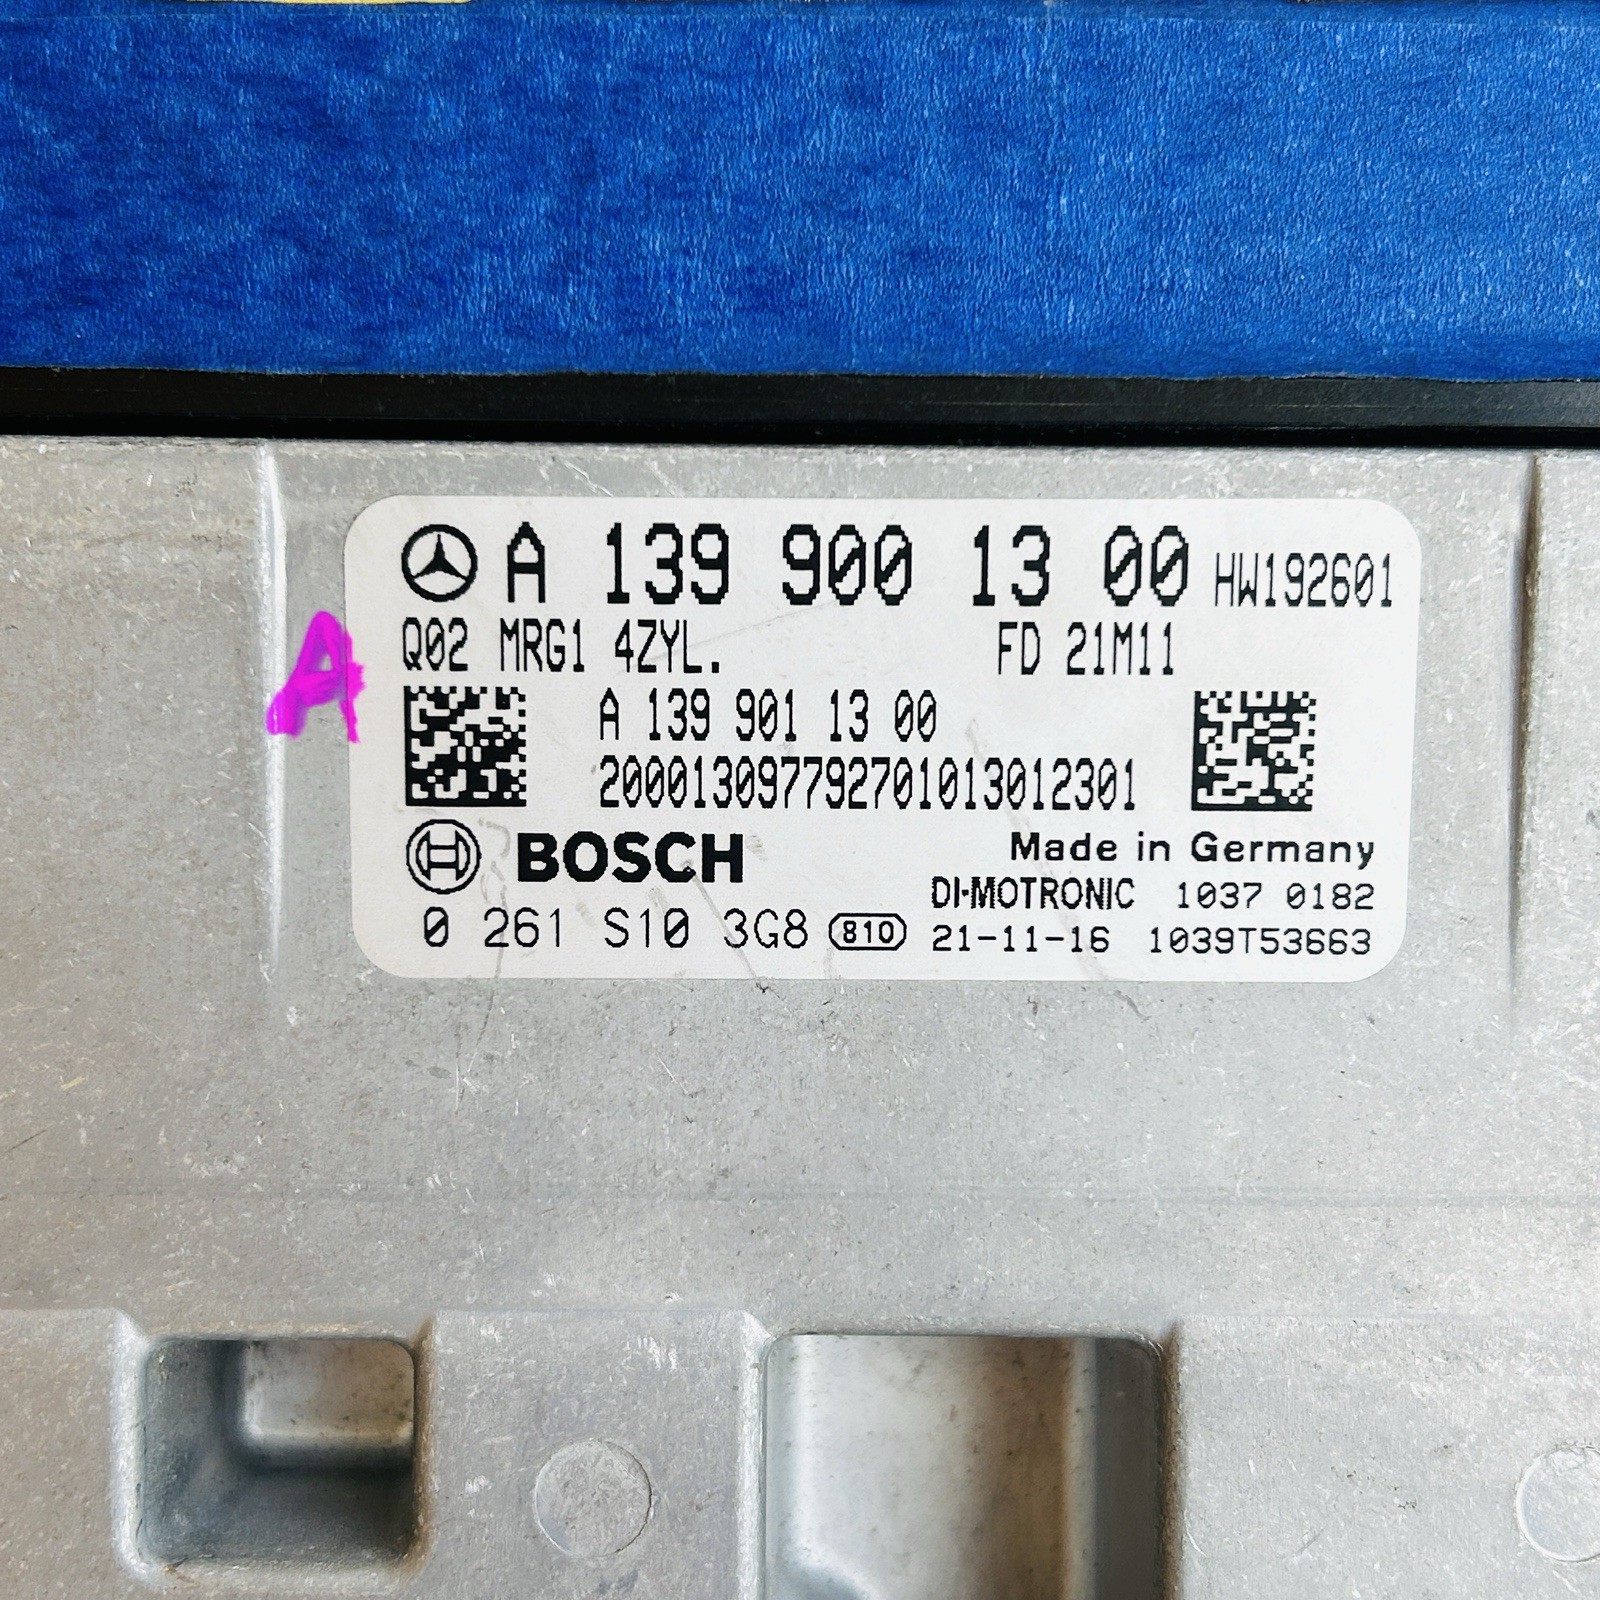 A 139 900 13 00 HW192601
Q02 MRG1 4ZYL. FD 21M11
A
A 139 901 13 00
20001309779270101301​2301
BOSCH
Made in Germany
DI-MOTRONIC 1037 0182
0 261 S10 3G8 810 21-11-16 1039T53663